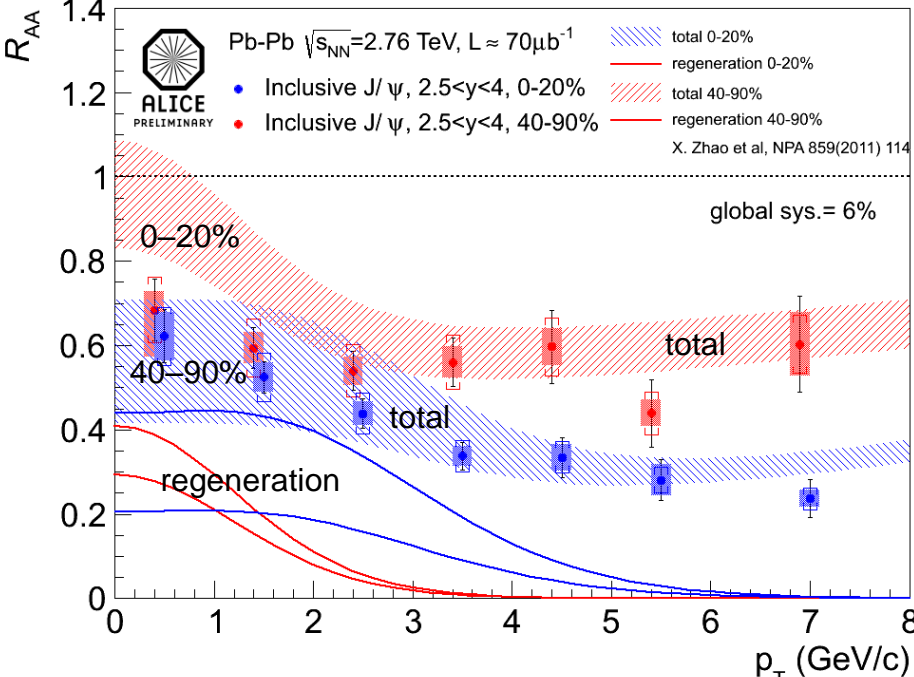 R_AA
1.4
1.2
1
0.8
0.6
0.4
0.2
0
ALICE
PRELIMINARY
Pb-Pb √s_NN=2.76 TeV, L ≈ 70μb⁻¹
Inclusive J/ ψ, 2.5<y<4, 0-20%
Inclusive J/ ψ, 2.5<y<4, 40-90%
total 0-20%
regeneration 0-20%
total 40-90%
regeneration 40-90%
X. Zhao et al, NPA 859(2011) 114
global sys.= 6%
0–20%
total
40–90%
total
regeneration
0 1 2 3 4 5 6 7 8
p_T (GeV/c)